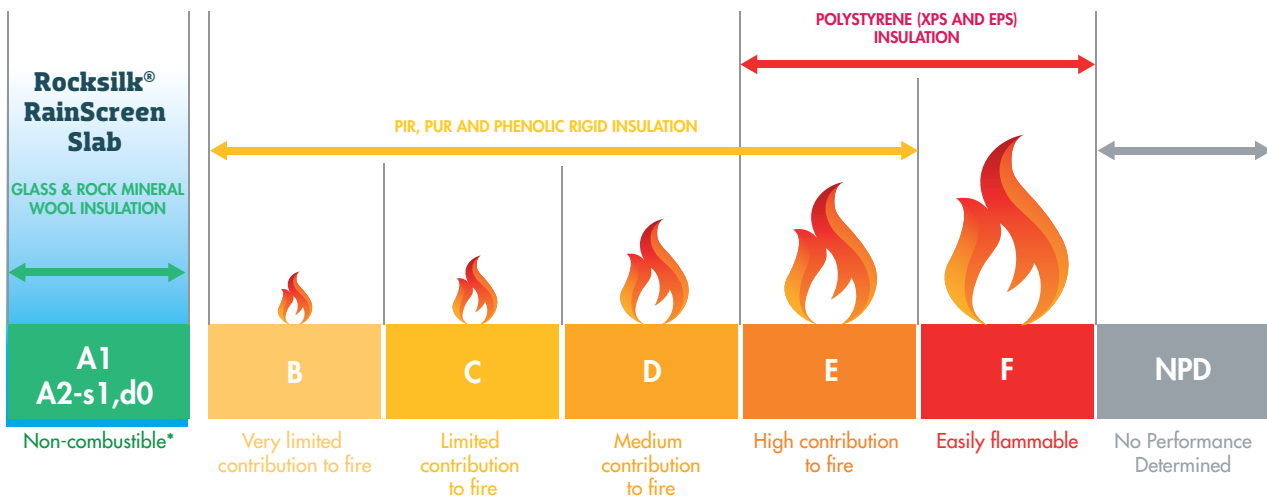 POLYSTYRENE (XPS AND EPS)
INSULATION
Rocksilk®
RainScreen
Slab
PIR, PUR AND PHENOLIC RIGID INSULATION
GLASS & ROCK MINERAL
WOOL INSULATION
A1
A2-s1,d0
B
C
D
E
F
NPD
Non-combustible*
Very limited
contribution to fire
Limited
contribution
to fire
Medium
contribution
to fire
High contribution
to fire
Easily flammable
No Performance
Determined